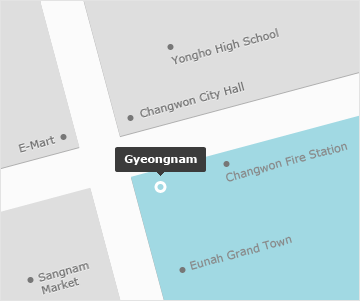 Yongho High School
Changwon City Hall
E-Mart
Gyeongnam
Changwon Fire Station
Eunah Grand Town
Sangnam
Market